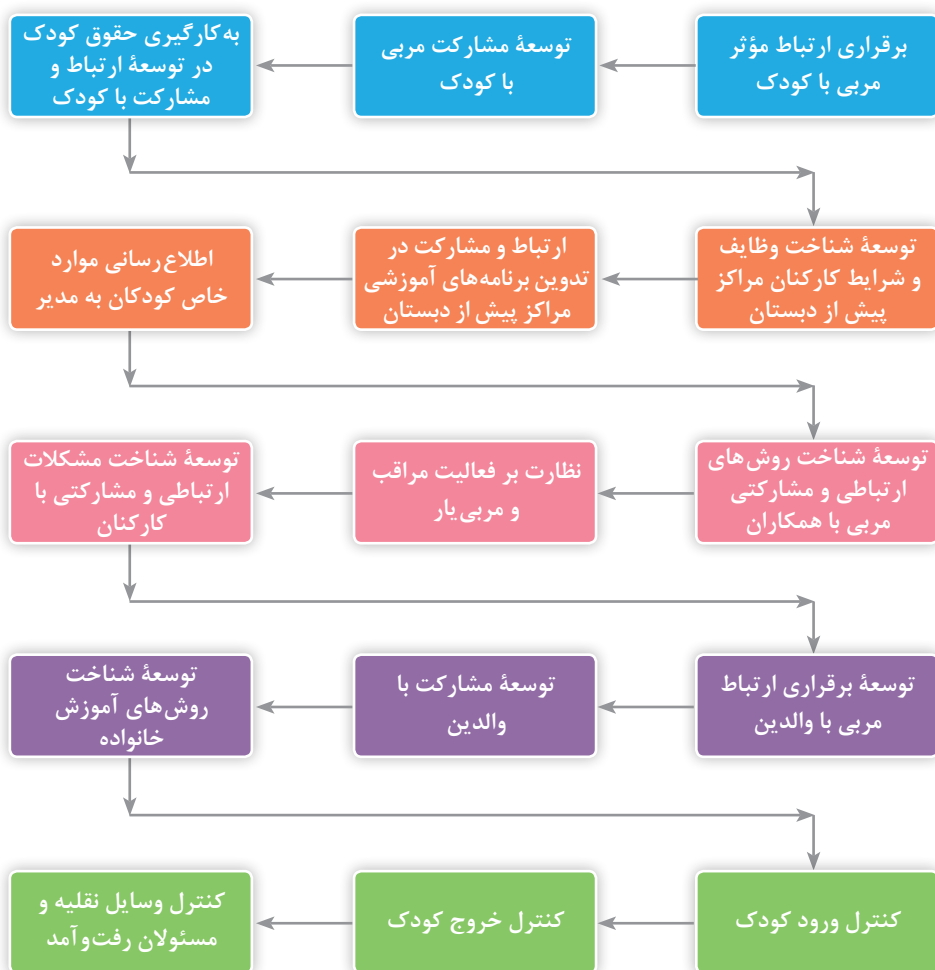 برقراری ارتباط مؤثر
مربی با کودک
توسعهٔ مشارکت مربی
با کودک
به‌کارگیری حقوق کودک
در توسعهٔ ارتباط و
مشارکت با کودک
توسعهٔ شناخت وظایف
و شرایط کارکنان مراکز
پیش از دبستان
ارتباط و مشارکت در
تدوین برنامه‌های آموزشی
مراکز پیش از دبستان
اطلاع‌رسانی موارد
خاص کودکان به مدیر
توسعهٔ شناخت روش‌های
ارتباطی و مشارکتی
مربی با همکاران
نظارت بر فعالیت مراقب
و مربی‌یار
توسعهٔ شناخت مشکلات
ارتباطی و مشارکتی با
کارکنان
توسعهٔ برقراری ارتباط
مربی با والدین
توسعهٔ مشارکت با
والدین
توسعهٔ شناخت
روش‌های آموزش
خانواده
کنترل ورود کودک
کنترل خروج کودک
کنترل وسایل نقلیه و
مسئولان رفت‌وآمد